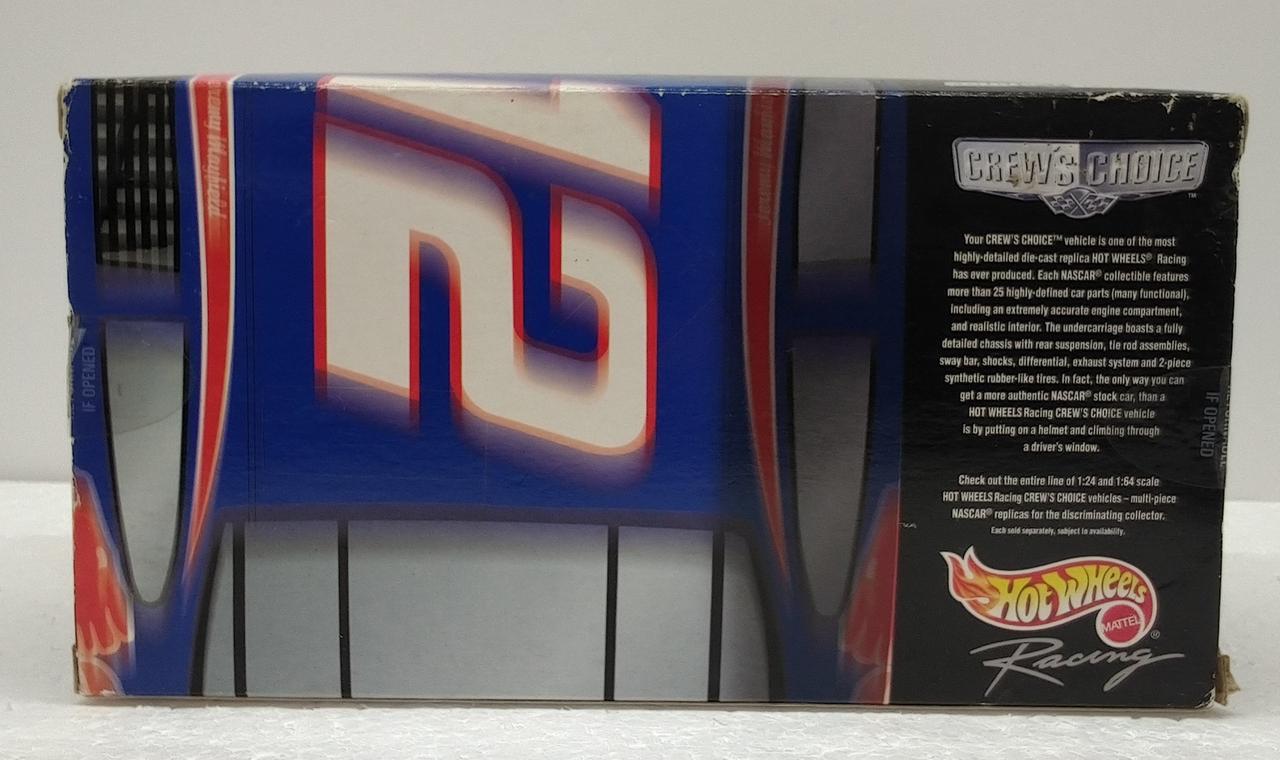 Jeremy Mayfield
12
IF OPENED
CREW'S CHOICE™
Your CREW'S CHOICE™ vehicle is one of the most
highly-detailed die-cast replica HOT WHEELS® Racing
has ever produced. Each NASCAR® collectible features
more than 25 highly-defined car parts (many functional),
including an extremely accurate engine compartment,
and realistic interior. The undercarriage boasts a fully
detailed chassis with rear suspension, tie rod assemblies,
sway bar, shocks, differential, exhaust system and 2-piece
synthetic rubber-like tires. In fact, the only way you can
get a more authentic NASCAR® stock car, than a
HOT WHEELS Racing CREW'S CHOICE vehicle
is by putting on a helmet and climbing through
a driver's window.
Check out the entire line of 1:24 and 1:64 scale
HOT WHEELS Racing CREW'S CHOICE vehicles – multi-piece
NASCAR® replicas for the discriminating collector.
Each sold separately, subject to availability.
IF OPENED
HOT WHEELS
MATTEL®
Racing